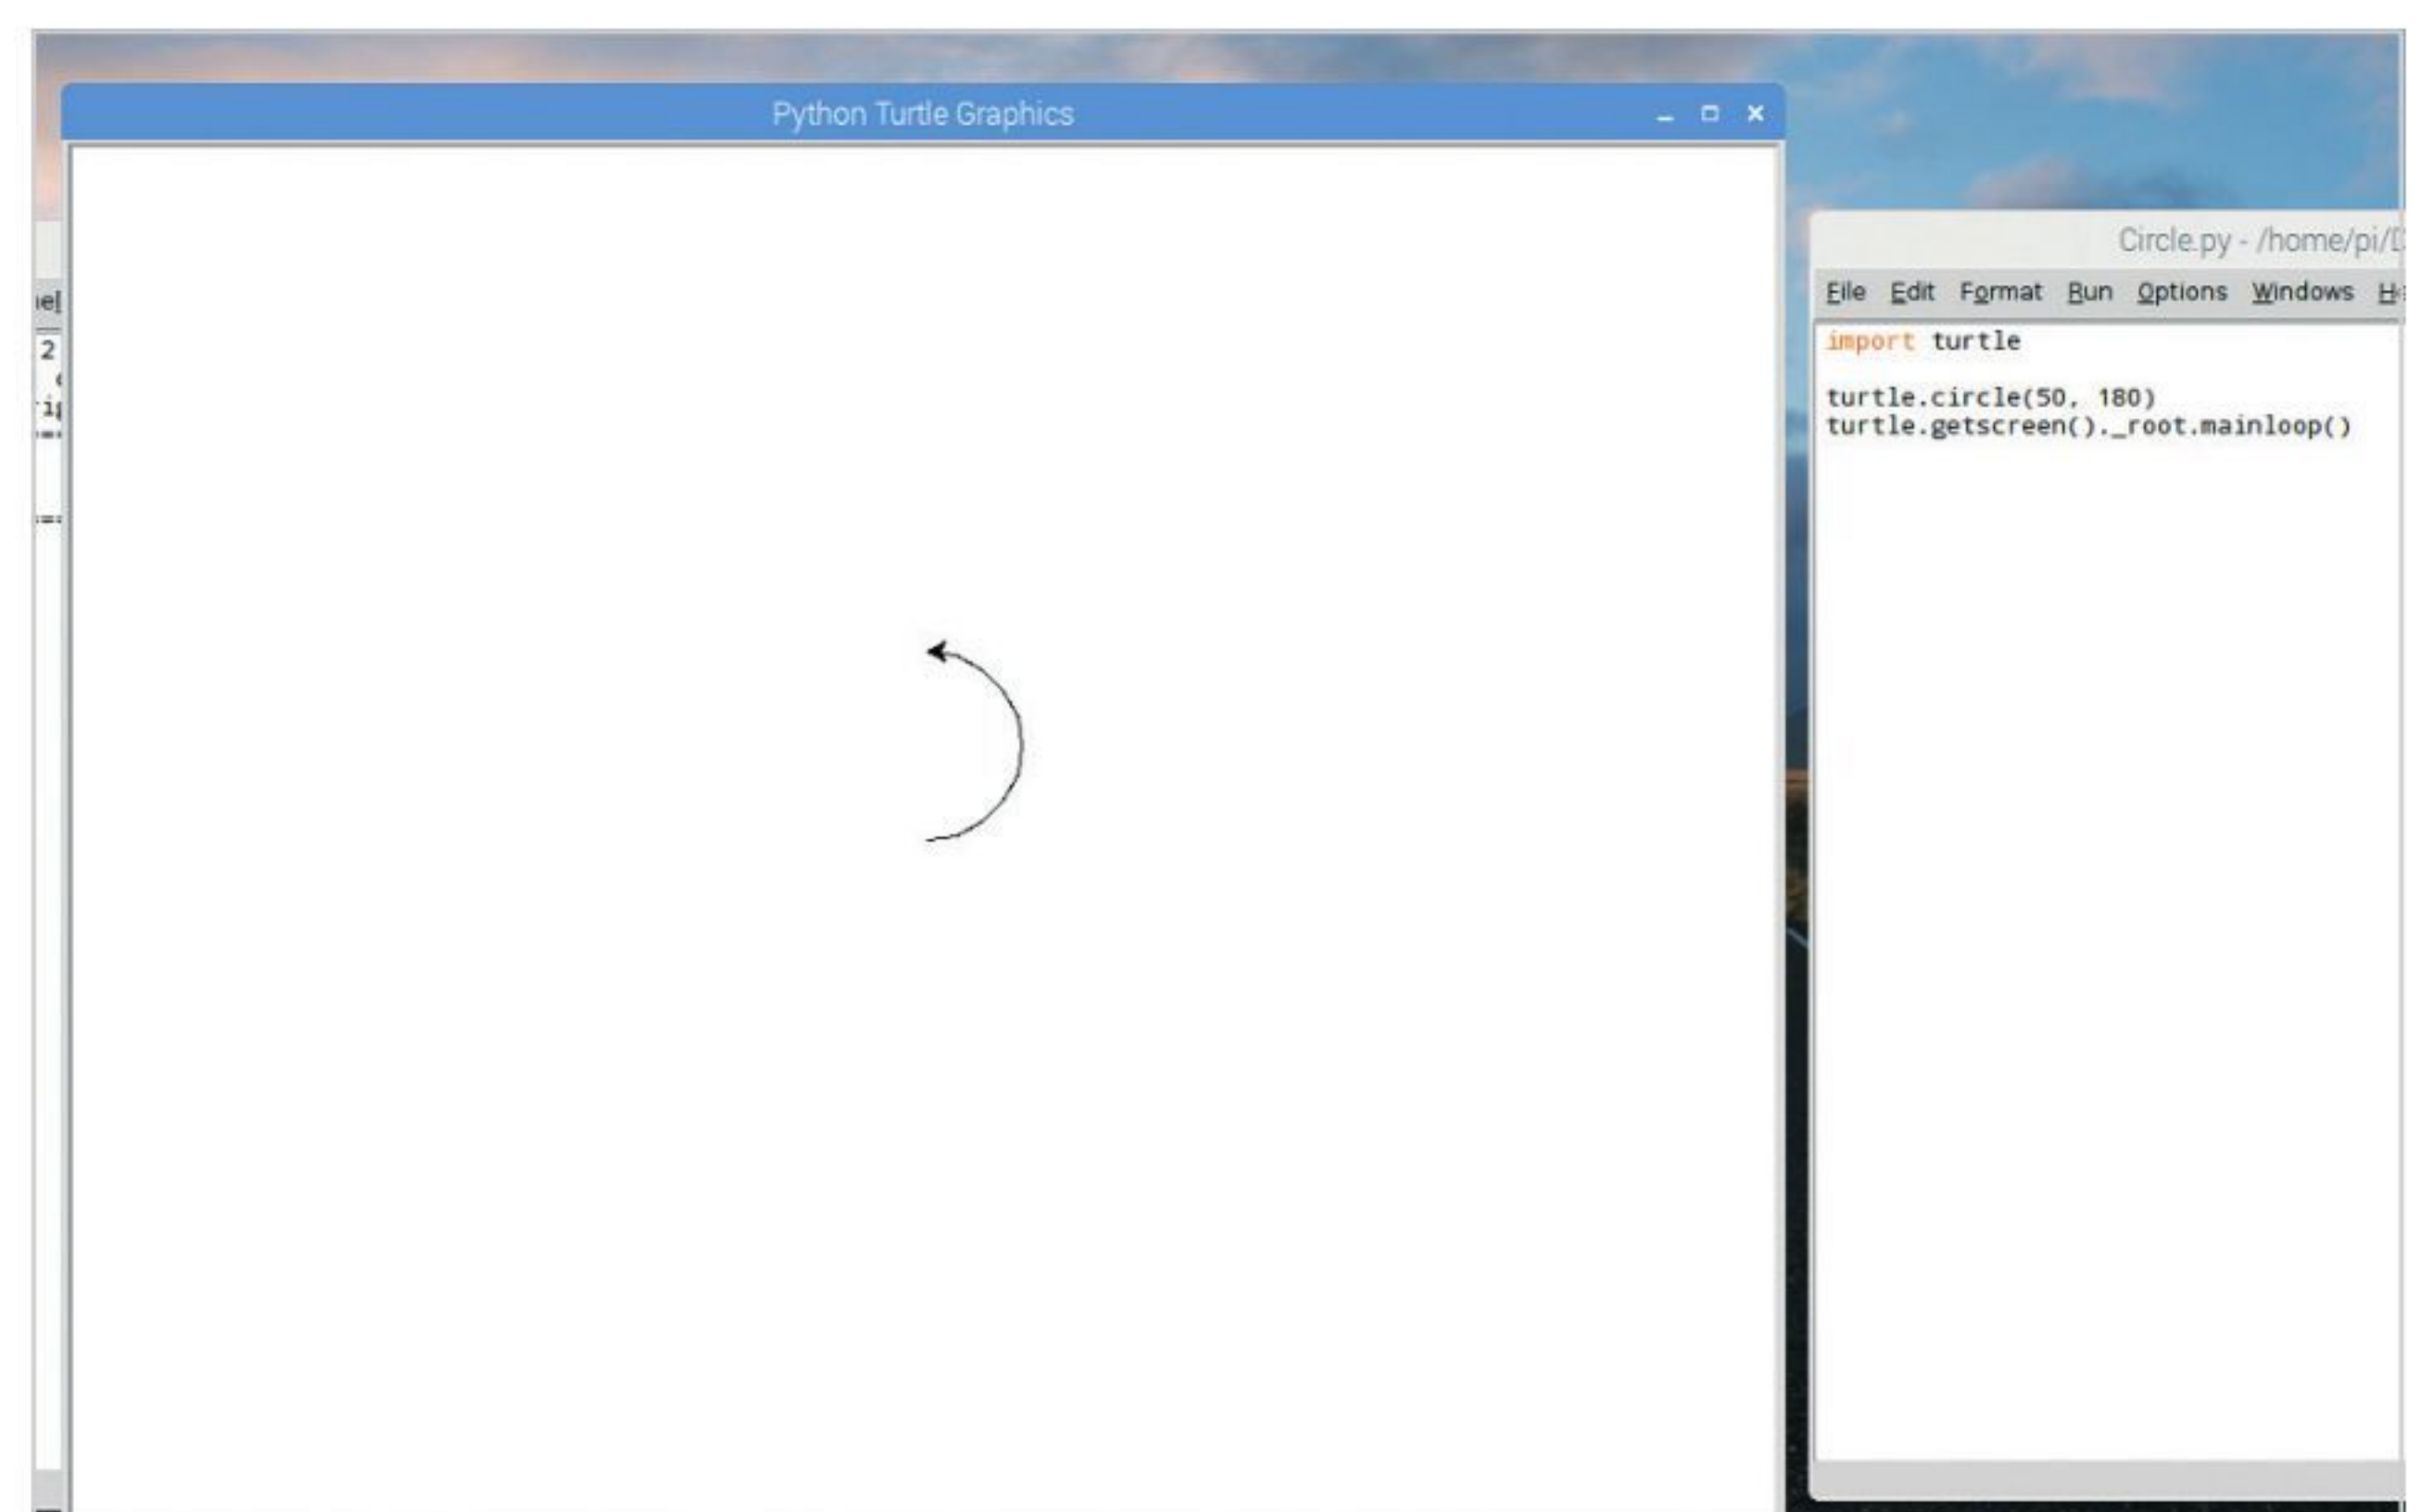 Python Turtle Graphics
Circle.py - /home/pi/
File Edit Format Run Options Windows
import turtle
turtle.circle(50, 180)
turtle.getscreen()._root.mainloop()
2